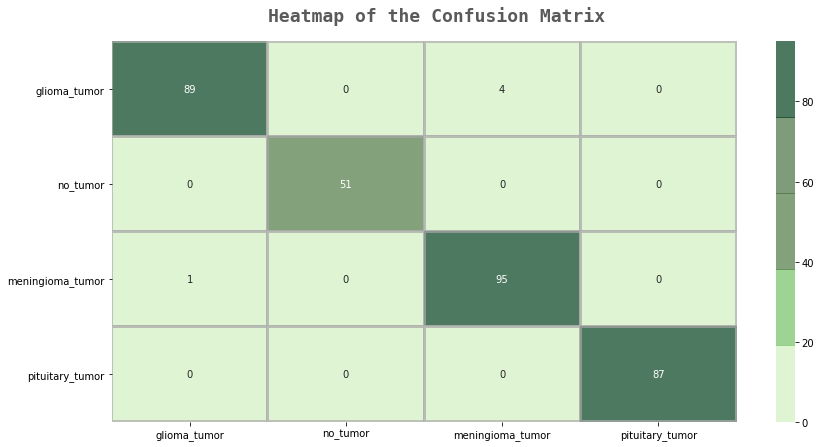 Heatmap of the Confusion Matrix
glioma_tumor 89 0 4 0
no_tumor 0 51 0 0
meningioma_tumor 1 0 95 0
pituitary_tumor 0 0 0 87
glioma_tumor no_tumor meningioma_tumor pituitary_tumor
80
60
40
20
0